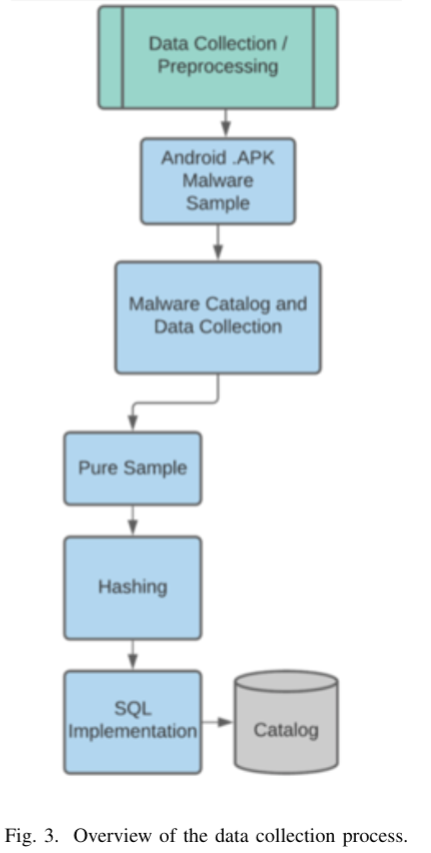 Data Collection /
Preprocessing
Android .APK
Malware
Sample
Malware Catalog and
Data Collection
Pure Sample
Hashing
SQL
Implementation
Catalog
Fig. 3. Overview of the data collection process.